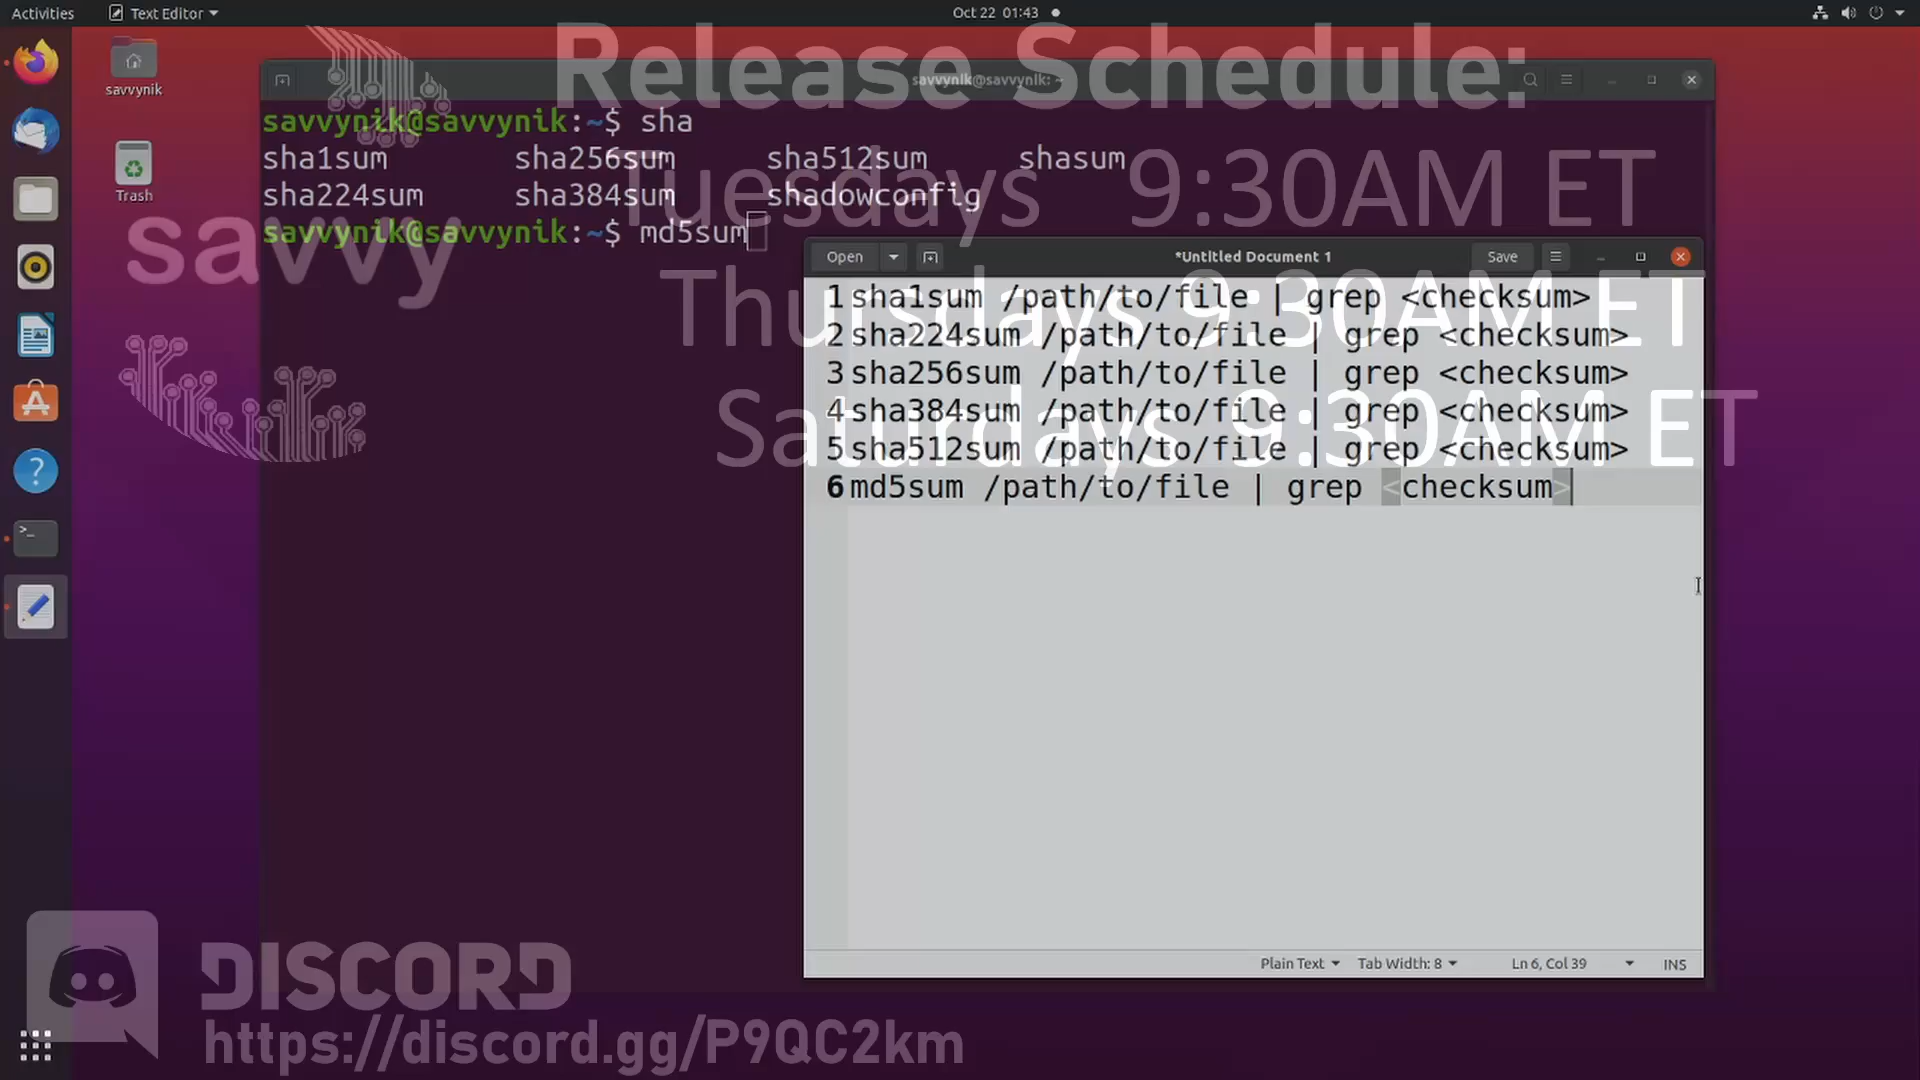 Activities
Text Editor
Oct 22 01:43
savvynik
Trash
Release Schedule:
Tuesdays 9:30AM ET
Thursdays 9:30AM ET
Saturdays 9:30AM ET
savvy
nik
savvynik@savvynik: ~
savvynik@savvynik:~$ sha
sha1sum sha256sum sha512sum shasum
sha224sum sha384sum shadowconfig
savvynik@savvynik:~$ md5sum
Open
*Untitled Document 1
Save
1 sha1sum /path/to/file | grep <checksum>
2 sha224sum /path/to/file | grep <checksum>
3 sha256sum /path/to/file | grep <checksum>
4 sha384sum /path/to/file | grep <checksum>
5 sha512sum /path/to/file | grep <checksum>
6 md5sum /path/to/file | grep <checksum>
Plain Text
Tab Width: 8
Ln 6, Col 39
INS
DISCORD
https://discord.gg/P9QC2km